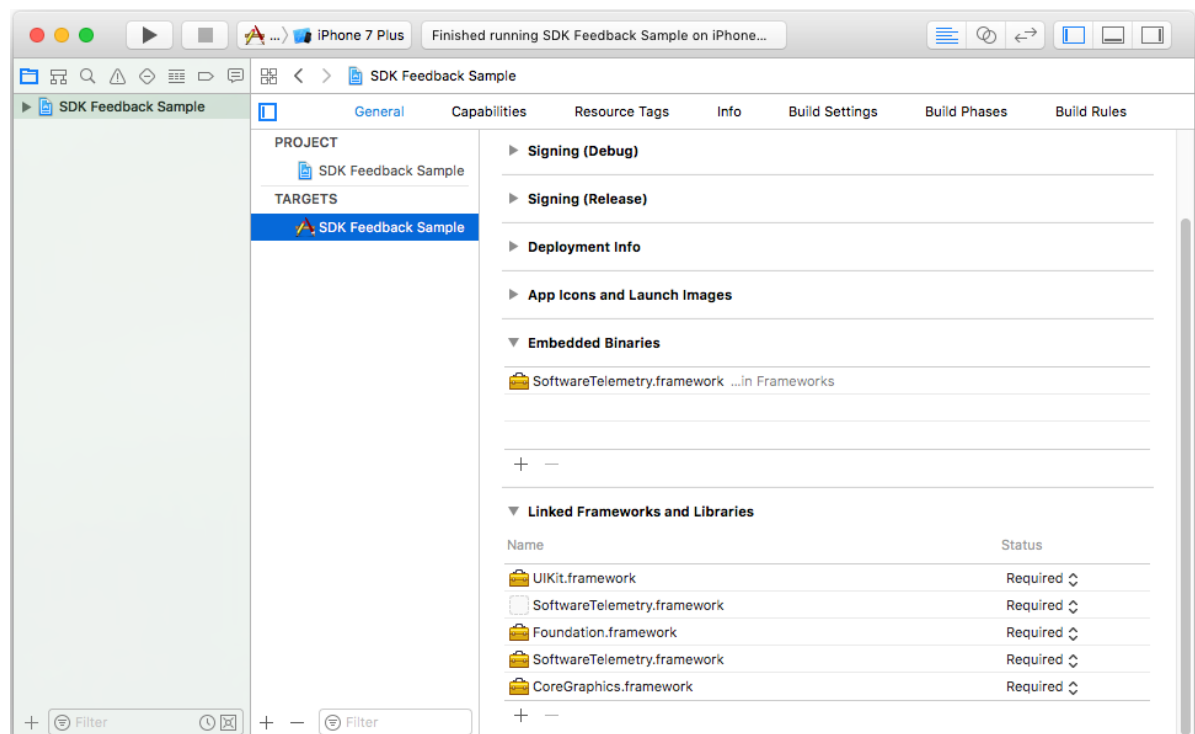 ...⟩ iPhone 7 Plus Finished running SDK Feedback Sample on iPhone...
SDK Feedback Sample
SDK Feedback Sample
General Capabilities Resource Tags Info Build Settings Build Phases Build Rules
PROJECT
SDK Feedback Sample
TARGETS
SDK Feedback Sample
Signing (Debug)
Signing (Release)
Deployment Info
App Icons and Launch Images
Embedded Binaries
SoftwareTelemetry.framework ...in Frameworks
Linked Frameworks and Libraries
Name Status
UIKit.framework Required
SoftwareTelemetry.framework Required
Foundation.framework Required
SoftwareTelemetry.framework Required
CoreGraphics.framework Required
Filter
Filter